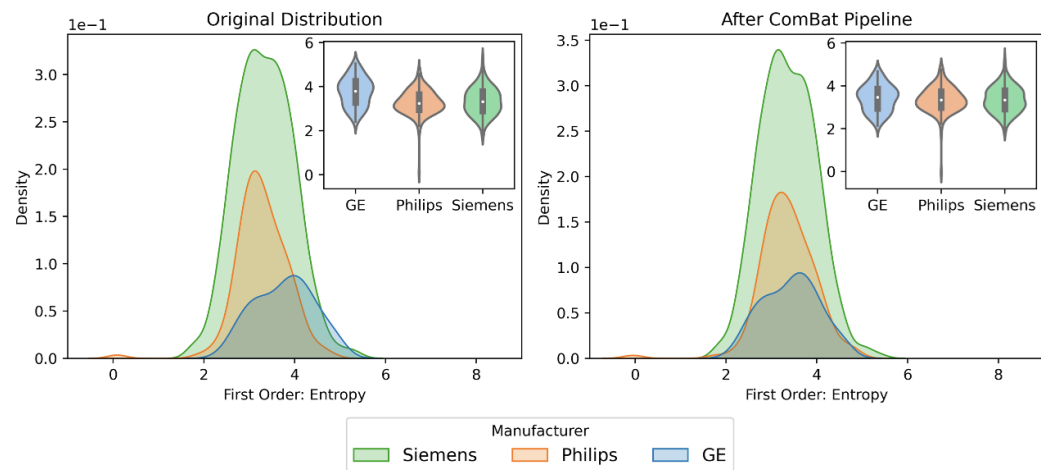 Original Distribution
1e−1
Density
3.0
2.5
2.0
1.5
1.0
0.5
0.0
0 2 4 6 8
First Order: Entropy
6
4
2
0
GE Philips Siemens
After ComBat Pipeline
1e−1
Density
3.5
3.0
2.5
2.0
1.5
1.0
0.5
0.0
0 2 4 6 8
First Order: Entropy
6
4
2
0
GE Philips Siemens
Manufacturer
Siemens Philips GE